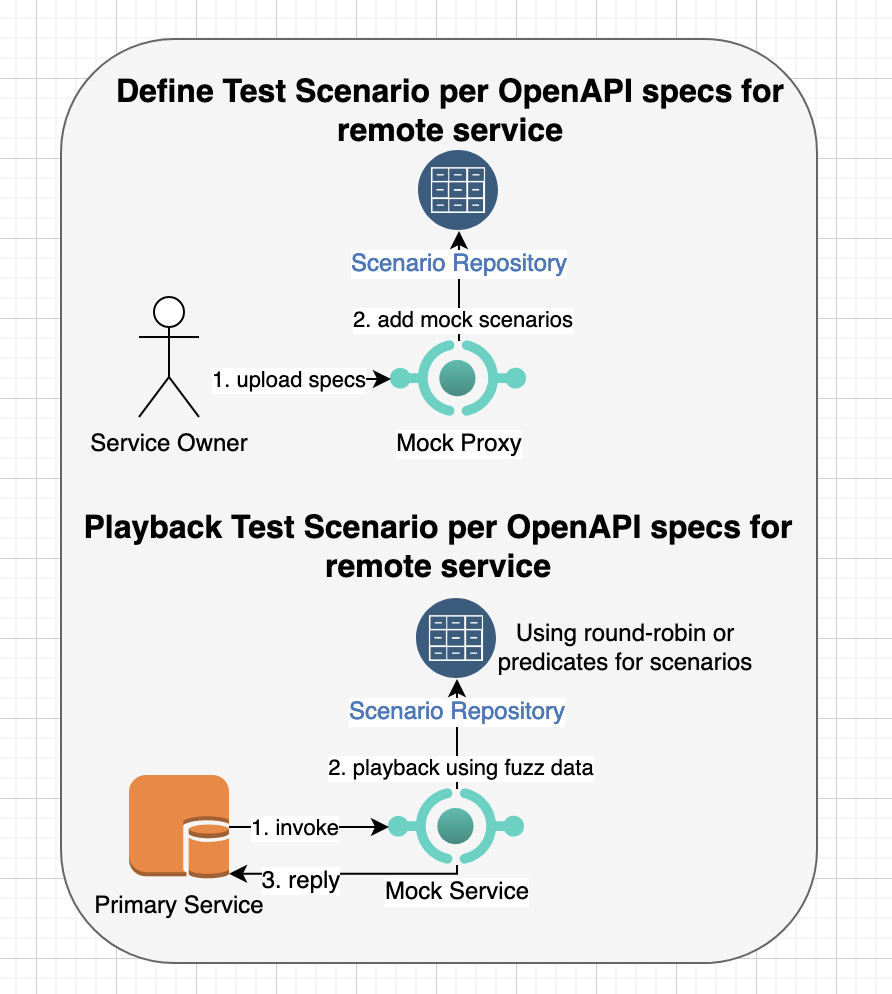 Define Test Scenario per OpenAPI specs for
remote service
Scenario Repository
2. add mock scenarios
1. upload specs
Service Owner
Mock Proxy
Playback Test Scenario per OpenAPI specs for
remote service
Using round-robin or
predicates for scenarios
Scenario Repository
2. playback using fuzz data
1. invoke
3. reply
Mock Service
Primary Service